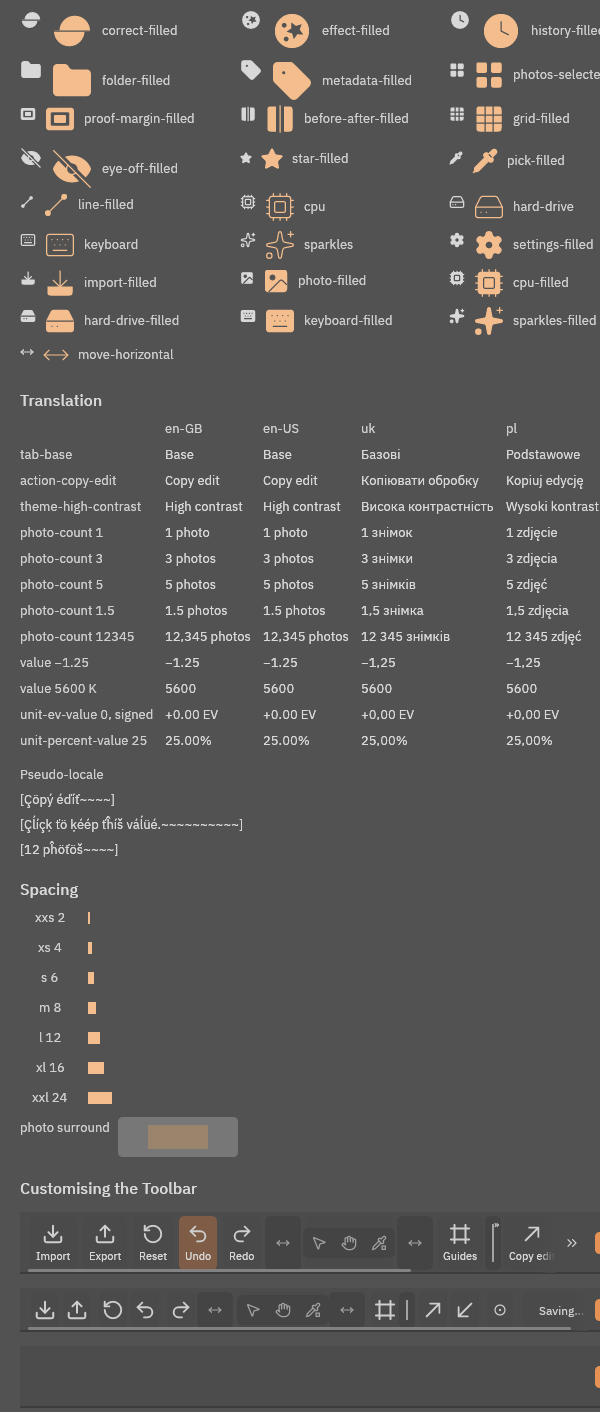 correct-filled effect-filled
folder-filled metadata-filled
proof-margin-filled before-after-filled grid-filled
eye-off-filled star-filled pick-filled
line-filled cpu hard-drive
keyboard sparkles settings-filled
import-filled photo-filled cpu-filled
hard-drive-filled keyboard-filled sparkles-filled
move-horizontal
Translation
en-GB en-US uk pl
tab-base Base Base Базові Podstawowe
action-copy-edit Copy edit Copy edit Копіювати обробку Kopiuj edycję
theme-high-contrast High contrast High contrast Висока контрастність Wysoki kontrast
photo-count 1 1 photo 1 photo 1 знімок 1 zdjęcie
photo-count 3 3 photos 3 photos 3 знімки 3 zdjęcia
photo-count 5 5 photos 5 photos 5 знімків 5 zdjęć
photo-count 1.5 1.5 photos 1.5 photos 1,5 знімка 1,5 zdjęcia
photo-count 12345 12,345 photos 12,345 photos 12 345 знімків 12 345 zdjęć
value −1.25 −1.25 −1.25 −1,25 −1,25
value 5600 K 5600 5600 5600 5600
unit-ev-value 0, signed +0.00 EV +0.00 EV +0,00 EV +0,00 EV
unit-percent-value 25 25.00% 25.00% 25,00% 25,00%
Pseudo-locale
[Çöpý éďíť~~~~]
[Çĺíçķ ťö ķéép ťĥíš váĺüé.~~~~~~~~~~]
[12 pĥöťöš~~~~]
Spacing
xxs 2
xs 4
s 6
m 8
l 12
xl 16
xxl 24
photo surround
Customising the Toolbar
Import Export Reset Undo Redo Guides Copy
Saving...